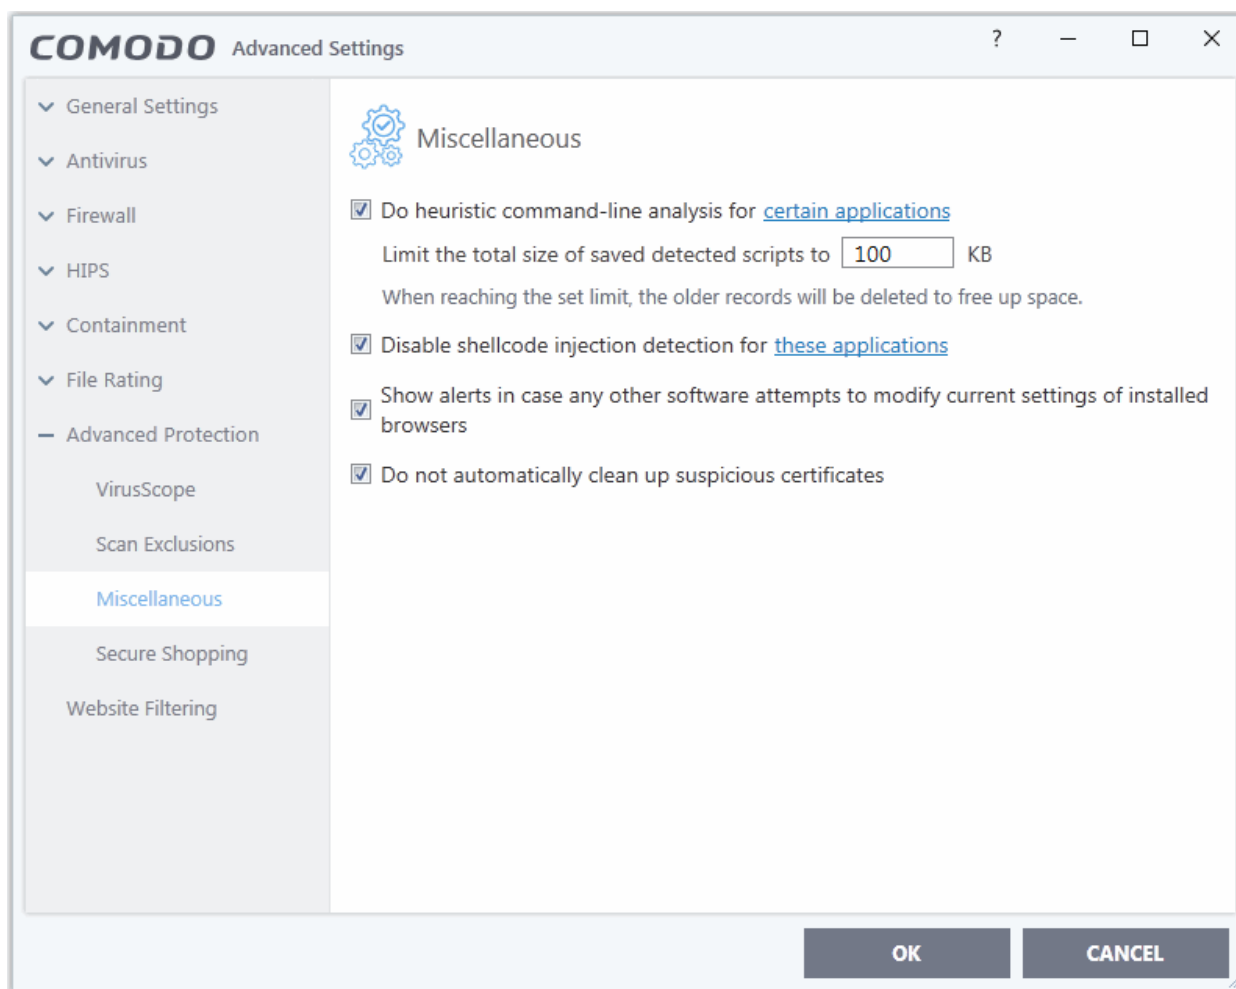 COMODO Advanced Settings
?
General Settings
Antivirus
Firewall
HIPS
Containment
File Rating
Advanced Protection
VirusScope
Scan Exclusions
Miscellaneous
Secure Shopping
Website Filtering
Miscellaneous
Do heuristic command-line analysis for certain applications
Limit the total size of saved detected scripts to 100 KB
When reaching the set limit, the older records will be deleted to free up space.
Disable shellcode injection detection for these applications
Show alerts in case any other software attempts to modify current settings of installed
browsers
Do not automatically clean up suspicious certificates
OK
CANCEL